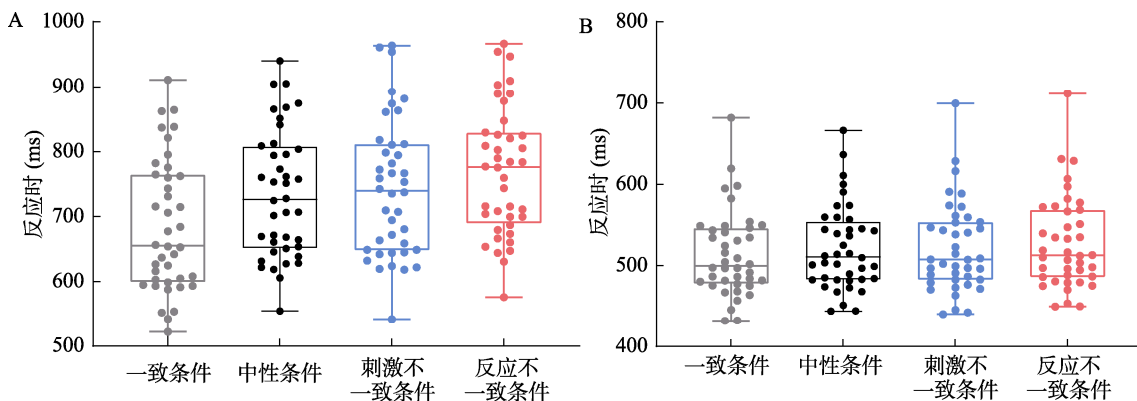 A
反应时 (ms)
1000
900
800
700
600
500
一致条件
中性条件
刺激不
一致条件
反应不
一致条件
B
反应时 (ms)
800
700
600
500
400
一致条件
中性条件
刺激不
一致条件
反应不
一致条件